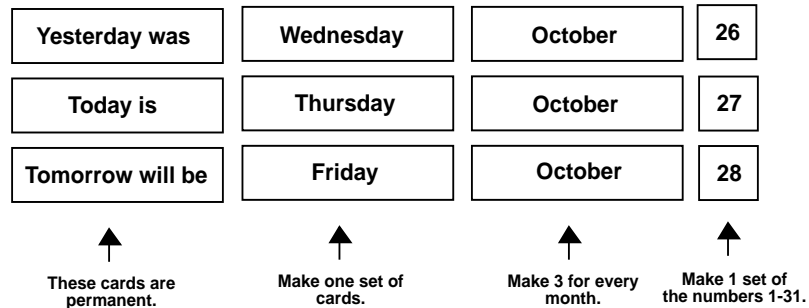 Yesterday was Wednesday October 26
Today is Thursday October 27
Tomorrow will be Friday October 28
These cards are
permanent.
Make one set of
cards.
Make 3 for every
month.
Make 1 set of
the numbers 1-31.